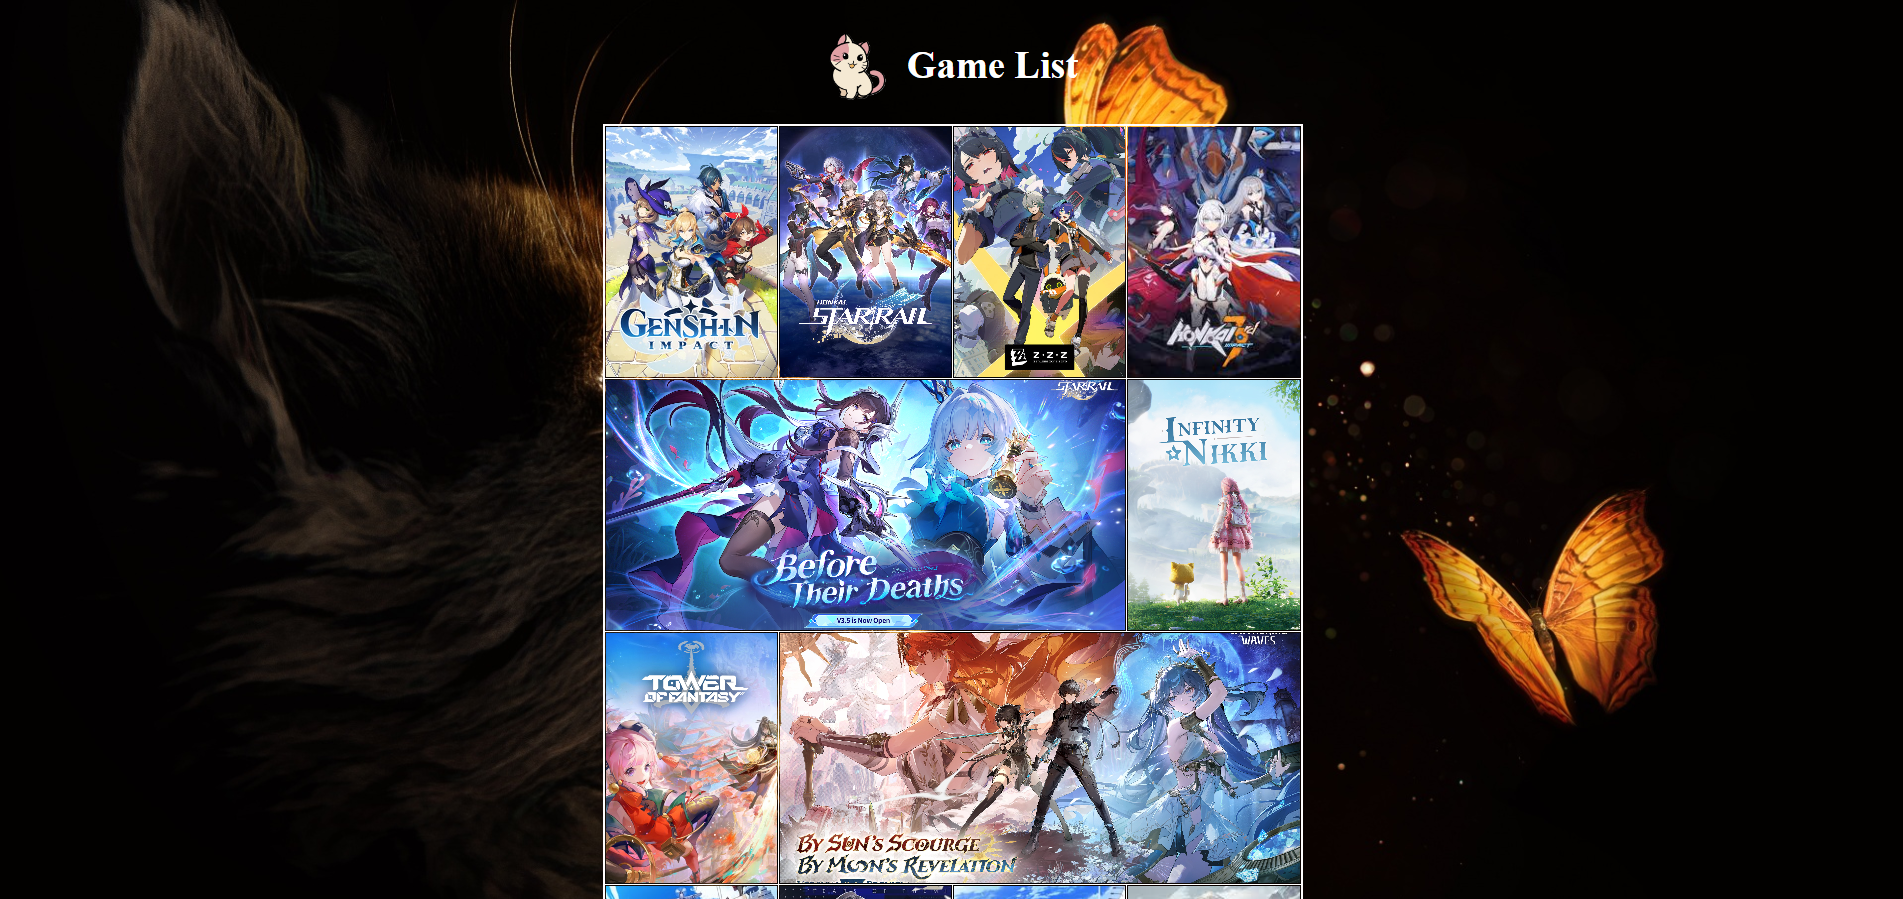 Game List
GENSHIN
IMPACT
HONKAI
STAR RAIL
Z·Z·Z
HONKAI 3rd
IMPACT
STAR RAIL
Before
Their Deaths
V3.5 is Now Open
INFINITY
NIKKI
TOWER
OF FANTASY
WAVES
BY SUN'S SCOURGE
BY MOON'S REVELATION